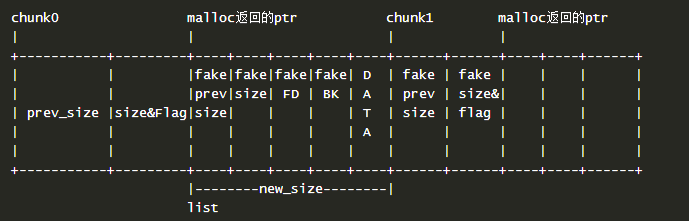 chunk0                malloc返回的ptr          chunk1       malloc返回的ptr
|                     |                        |             |
+-----------+---------+----+----+----+----+---+------+------+----+----+------+
|           |         |fake|fake|fake|fake| D | fake | fake |    |    |      |
|           |         |prev|size| FD | BK | A | prev | size&|    |    |      |
| prev_size |size&Flag|size|    |    |    | T | size | flag |    |    |      |
|           |         |    |    |    |    | A |      |      |    |    |      |
|           |         |    |    |    |    |   |      |      |    |    |      |
+-----------+---------+----+----+----+----+---+------+------+----+----+------+
                      |--------new_size--------|
                      list